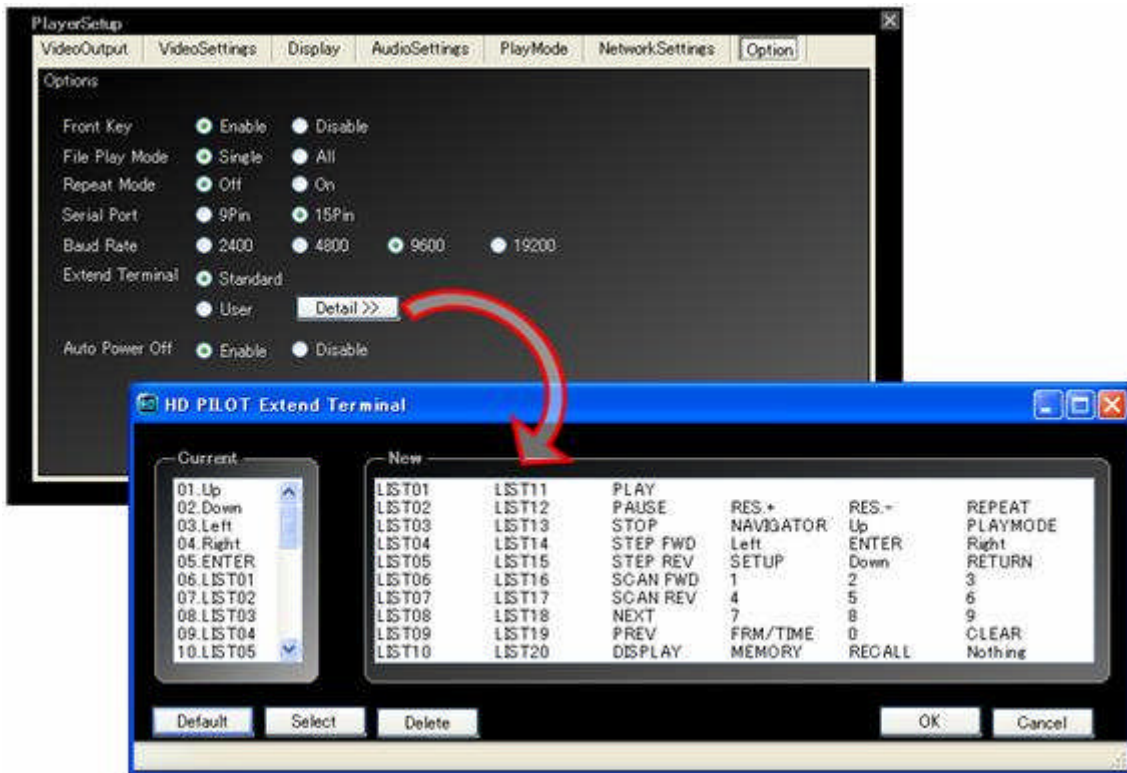 PlayerSetup
VideoOutput VideoSettings Display AudioSettings PlayMode NetworkSettings Option
Options
Front Key Enable Disable
File Play Mode Single All
Repeat Mode Off On
Serial Port 9Pin 15Pin
Baud Rate 2400 4800 9600 19200
Extend Terminal Standard
User Detail >>
Auto Power Off Enable Disable
HD PILOT Extend Terminal
Current New
01.Up LIST01 LIST11 PLAY
02.Down LIST02 LIST12 PAUSE RES.+ RES.- REPEAT
03.Left LIST03 LIST13 STOP NAVIGATOR Up PLAYMODE
04.Right LIST04 LIST14 STEP FWD Left ENTER Right
05.ENTER LIST05 LIST15 STEP REV SETUP Down RETURN
06.LIST01 LIST06 LIST16 SCAN FWD 1 2 3
07.LIST02 LIST07 LIST17 SCAN REV 4 5 6
08.LIST03 LIST08 LIST18 NEXT 7 8 9
09.LIST04 LIST09 LIST19 PREV FRM/TIME 0 CLEAR
10.LIST05 LIST10 LIST20 DISPLAY MEMORY RECALL Nothing
Default Select Delete OK Cancel